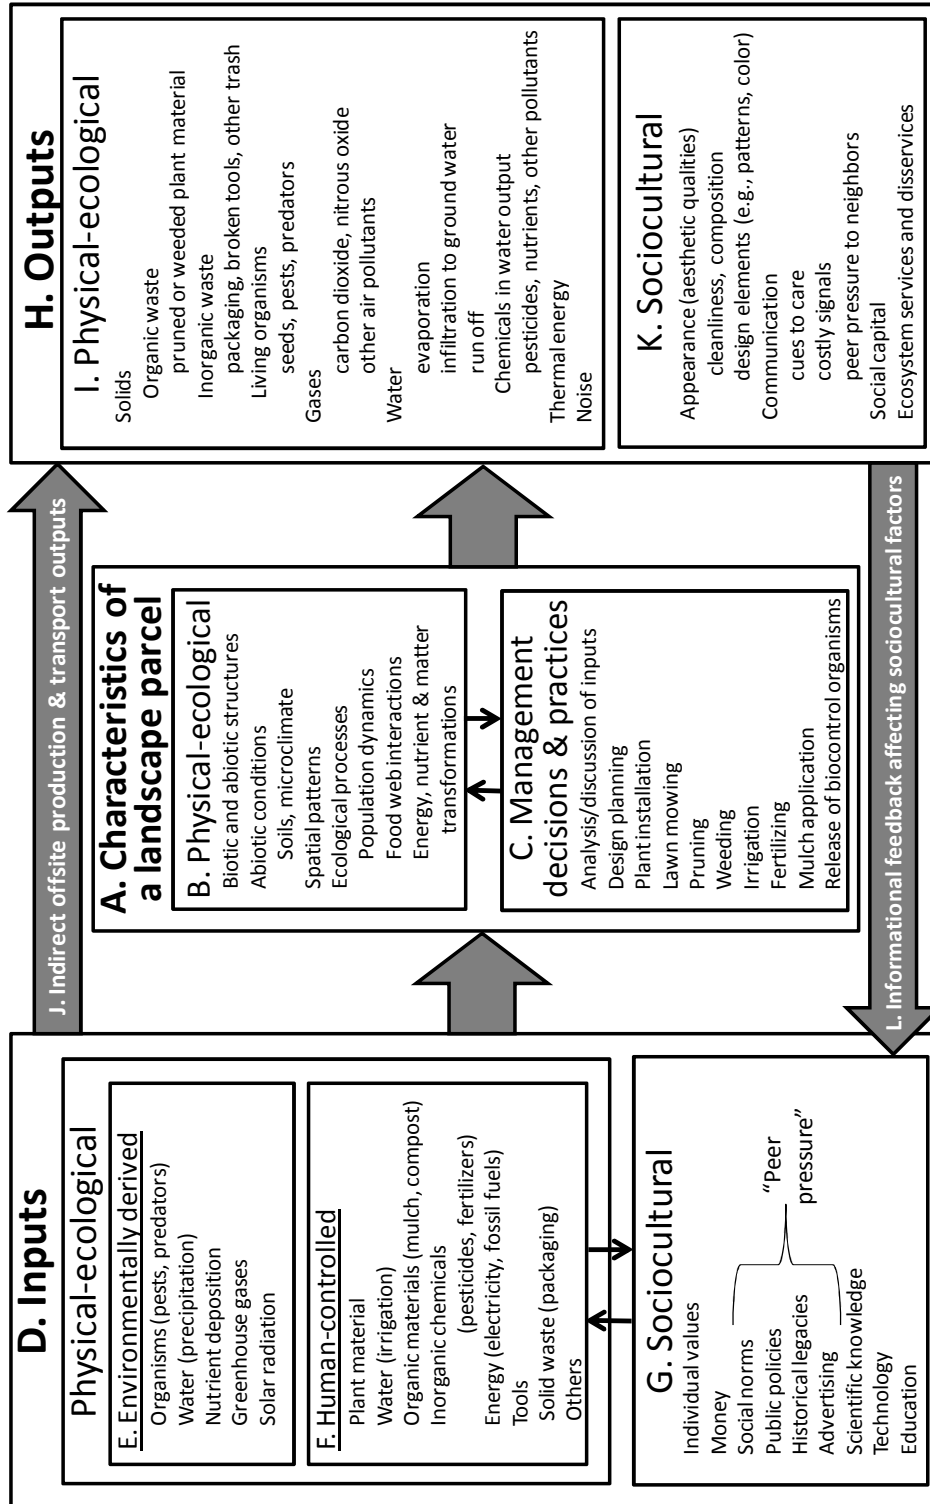 D. Inputs
Physical-ecological
E. Environmentally derived
Organisms (pests, predators)
Water (precipitation)
Nutrient deposition
Greenhouse gases
Solar radiation
F. Human-controlled
Plant material
Water (irrigation)
Organic materials (mulch, compost)
Inorganic chemicals
(pesticides, fertilizers)
Energy (electricity, fossil fuels)
Tools
Solid waste (packaging)
Others
G. Sociocultural
Individual values
Money
Social norms
Public policies
Historical legacies
Advertising
Scientific knowledge
Technology
Education
“Peer
pressure”
J. Indirect offsite production & transport outputs
A. Characteristics of
a landscape parcel
B. Physical-ecological
Biotic and abiotic structures
Abiotic conditions
Soils, microclimate
Spatial patterns
Ecological processes
Population dynamics
Food web interactions
Energy, nutrient & matter
transformations
C. Management
decisions & practices
Analysis/discussion of inputs
Design planning
Plant installation
Lawn mowing
Pruning
Weeding
Irrigation
Fertilizing
Mulch application
Release of biocontrol organisms
L. Informational feedback affecting sociocultural factors
H. Outputs
I. Physical-ecological
Solids
Organic waste
pruned or weeded plant material
Inorganic waste
packaging, broken tools, other trash
Living organisms
seeds, pests, predators
Gases
carbon dioxide, nitrous oxide
other air pollutants
Water
evaporation
infiltration to ground water
run off
Chemicals in water output
pesticides, nutrients, other pollutants
Thermal energy
Noise
K. Sociocultural
Appearance (aesthetic qualities)
cleanliness, composition
design elements (e.g., patterns, color)
Communication
cues to care
costly signals
peer pressure to neighbors
Social capital
Ecosystem services and disservices